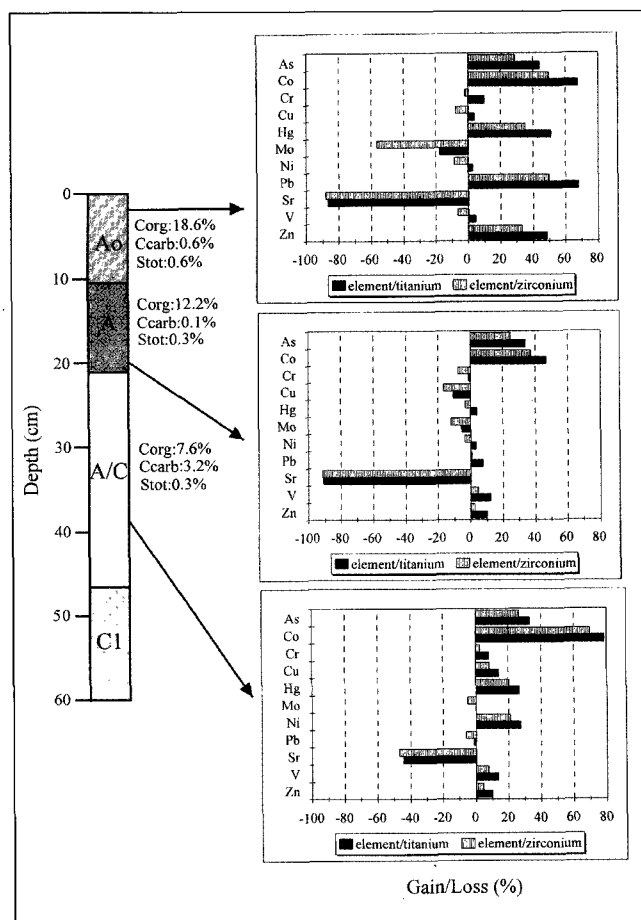 Depth (cm)
0
10
20
30
40
50
60
Ao
A
A/C
C1
Corg:18.6%
Ccarb:0.6%
Stot:0.6%
Corg:12.2%
Ccarb:0.1%
Stot:0.3%
Corg:7.6%
Ccarb:3.2%
Stot:0.3%
As
Co
Cr
Cu
Hg
Mo
Ni
Pb
Sr
V
Zn
-100 -80 -60 -40 -20 0 20 40 60 80
element/titanium element/zirconium
As
Co
Cr
Cu
Hg
Mo
Ni
Pb
Sr
V
Zn
-100 -80 -60 -40 -20 0 20 40 60 80
element/titanium element/zirconium
As
Co
Cr
Cu
Hg
Mo
Ni
Pb
Sr
V
Zn
-100 -80 -60 -40 -20 0 20 40 60 80
element/titanium element/zirconium
Gain/Loss (%)